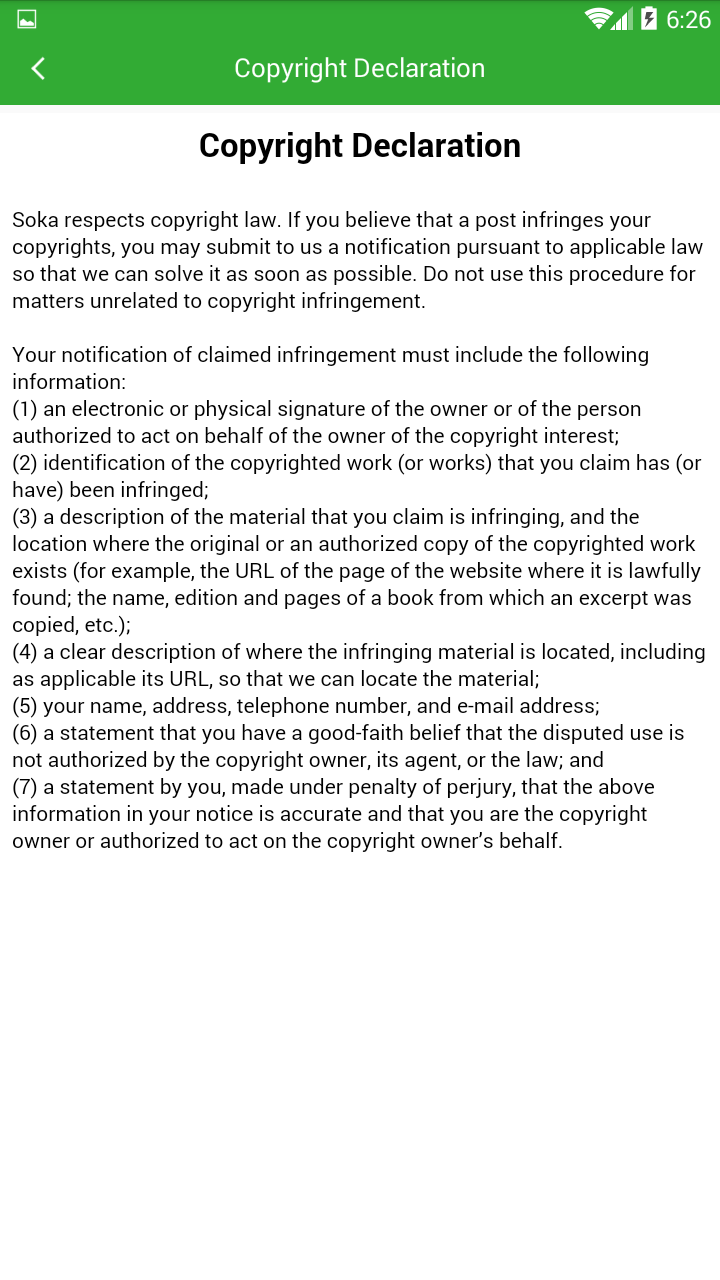 6:26
Copyright Declaration
Copyright Declaration
Soka respects copyright law. If you believe that a post infringes your
copyrights, you may submit to us a notification pursuant to applicable law
so that we can solve it as soon as possible. Do not use this procedure for
matters unrelated to copyright infringement.
Your notification of claimed infringement must include the following
information:
(1) an electronic or physical signature of the owner or of the person
authorized to act on behalf of the owner of the copyright interest;
(2) identification of the copyrighted work (or works) that you claim has (or
have) been infringed;
(3) a description of the material that you claim is infringing, and the
location where the original or an authorized copy of the copyrighted work
exists (for example, the URL of the page of the website where it is lawfully
found; the name, edition and pages of a book from which an excerpt was
copied, etc.);
(4) a clear description of where the infringing material is located, including
as applicable its URL, so that we can locate the material;
(5) your name, address, telephone number, and e-mail address;
(6) a statement that you have a good-faith belief that the disputed use is
not authorized by the copyright owner, its agent, or the law; and
(7) a statement by you, made under penalty of perjury, that the above
information in your notice is accurate and that you are the copyright
owner or authorized to act on the copyright owner’s behalf.